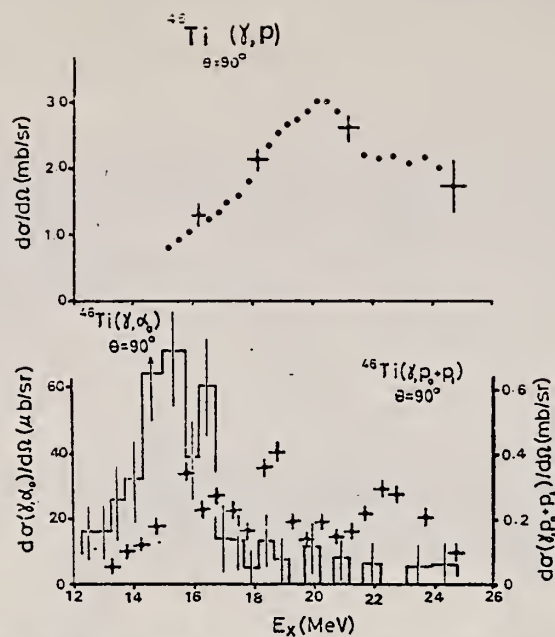 ⁴⁶Ti (γ,p)
θ=90°
dσ/dΩ (mb/sr)
3.0
2.0
1.0
0
⁴⁶Ti(γ,α₀)
θ=90°
⁴⁶Ti(γ,p₀+p₁)
θ=90°
dσ(γ,α₀)/dΩ (μb/sr)
60
40
20
0
0.6
0.4
0.2
0
dσ(γ,p₀+p₁)/dΩ (mb/sr)
12 14 16 18 20 22 24 26
Eₓ (MeV)